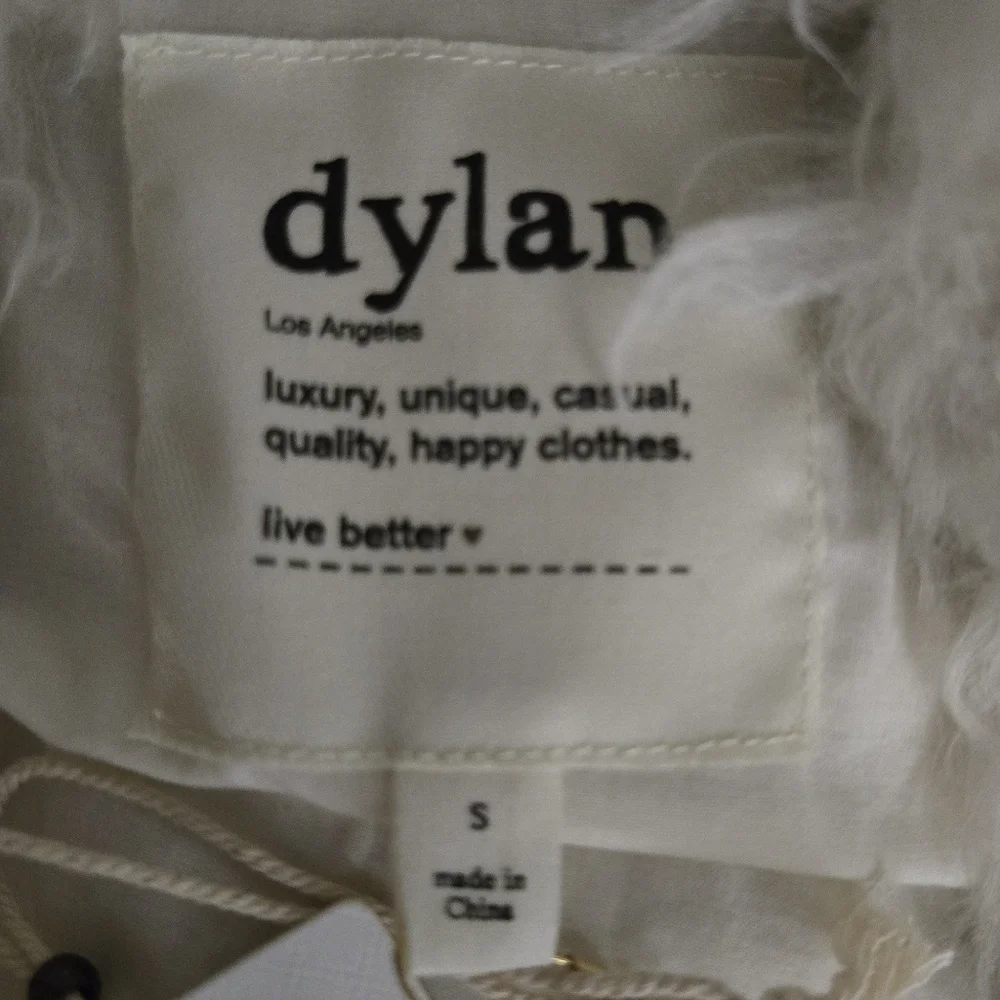 dylan
Los Angeles
luxury, unique, casual,
quality, happy clothes.
live better ♥
S
made in
China